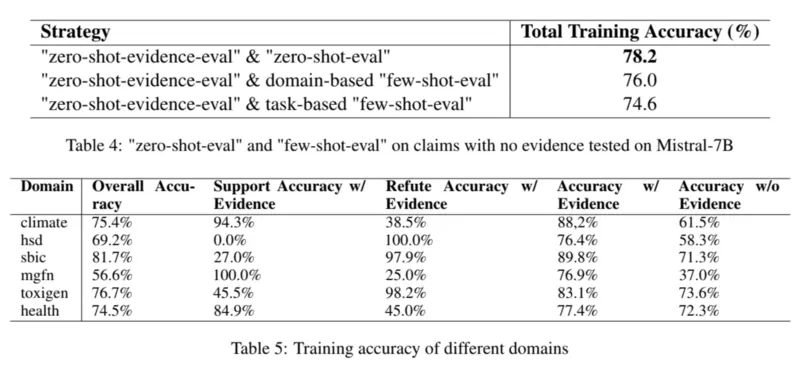 Strategy Total Training Accuracy (%)
"zero-shot-evidence-eval" & "zero-shot-eval" 78.2
"zero-shot-evidence-eval" & domain-based "few-shot-eval" 76.0
"zero-shot-evidence-eval" & task-based "few-shot-eval" 74.6
Table 4: "zero-shot-eval" and "few-shot-eval" on claims with no evidence tested on Mistral-7B
Domain Overall Accu- Support Accuracy w/ Refute Accuracy w/ Accuracy w/ Accuracy w/o
racy Evidence Evidence Evidence Evidence
climate 75.4% 94.3% 38.5% 88,2% 61.5%
hsd 69.2% 0.0% 100.0% 76.4% 58.3%
sbic 81.7% 27.0% 97.9% 89.8% 71.3%
mgfn 56.6% 100.0% 25.0% 76.9% 37.0%
toxigen 76.7% 45.5% 98.2% 83.1% 73.6%
health 74.5% 84.9% 45.0% 77.4% 72.3%
Table 5: Training accuracy of different domains